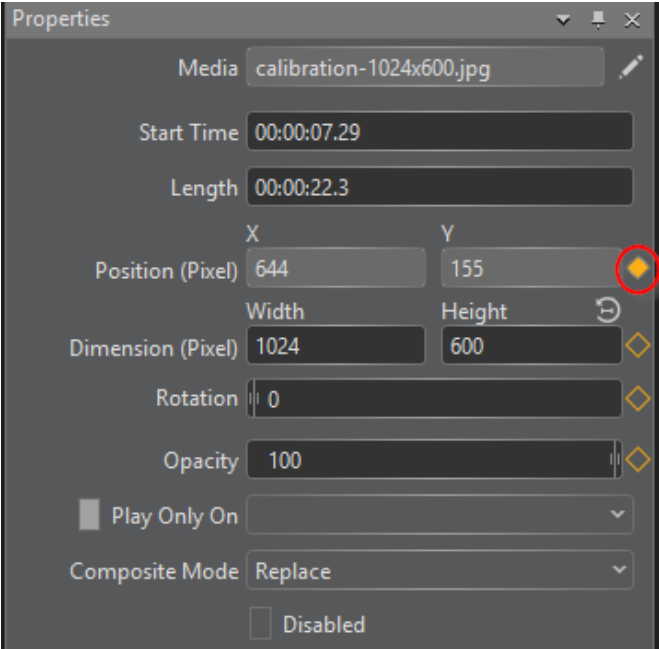 Properties
Media calibration-1024x600.jpg
Start Time 00:00:07.29
Length 00:00:22.3
X Y
Position (Pixel) 644 155
Width Height
Dimension (Pixel) 1024 600
Rotation 0
Opacity 100
Play Only On
Composite Mode Replace
Disabled